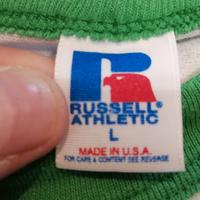 RUSSELL®
ATHLETIC
L
MADE IN U.S.A.
FOR CARE & CONTENT SEE REVERSE